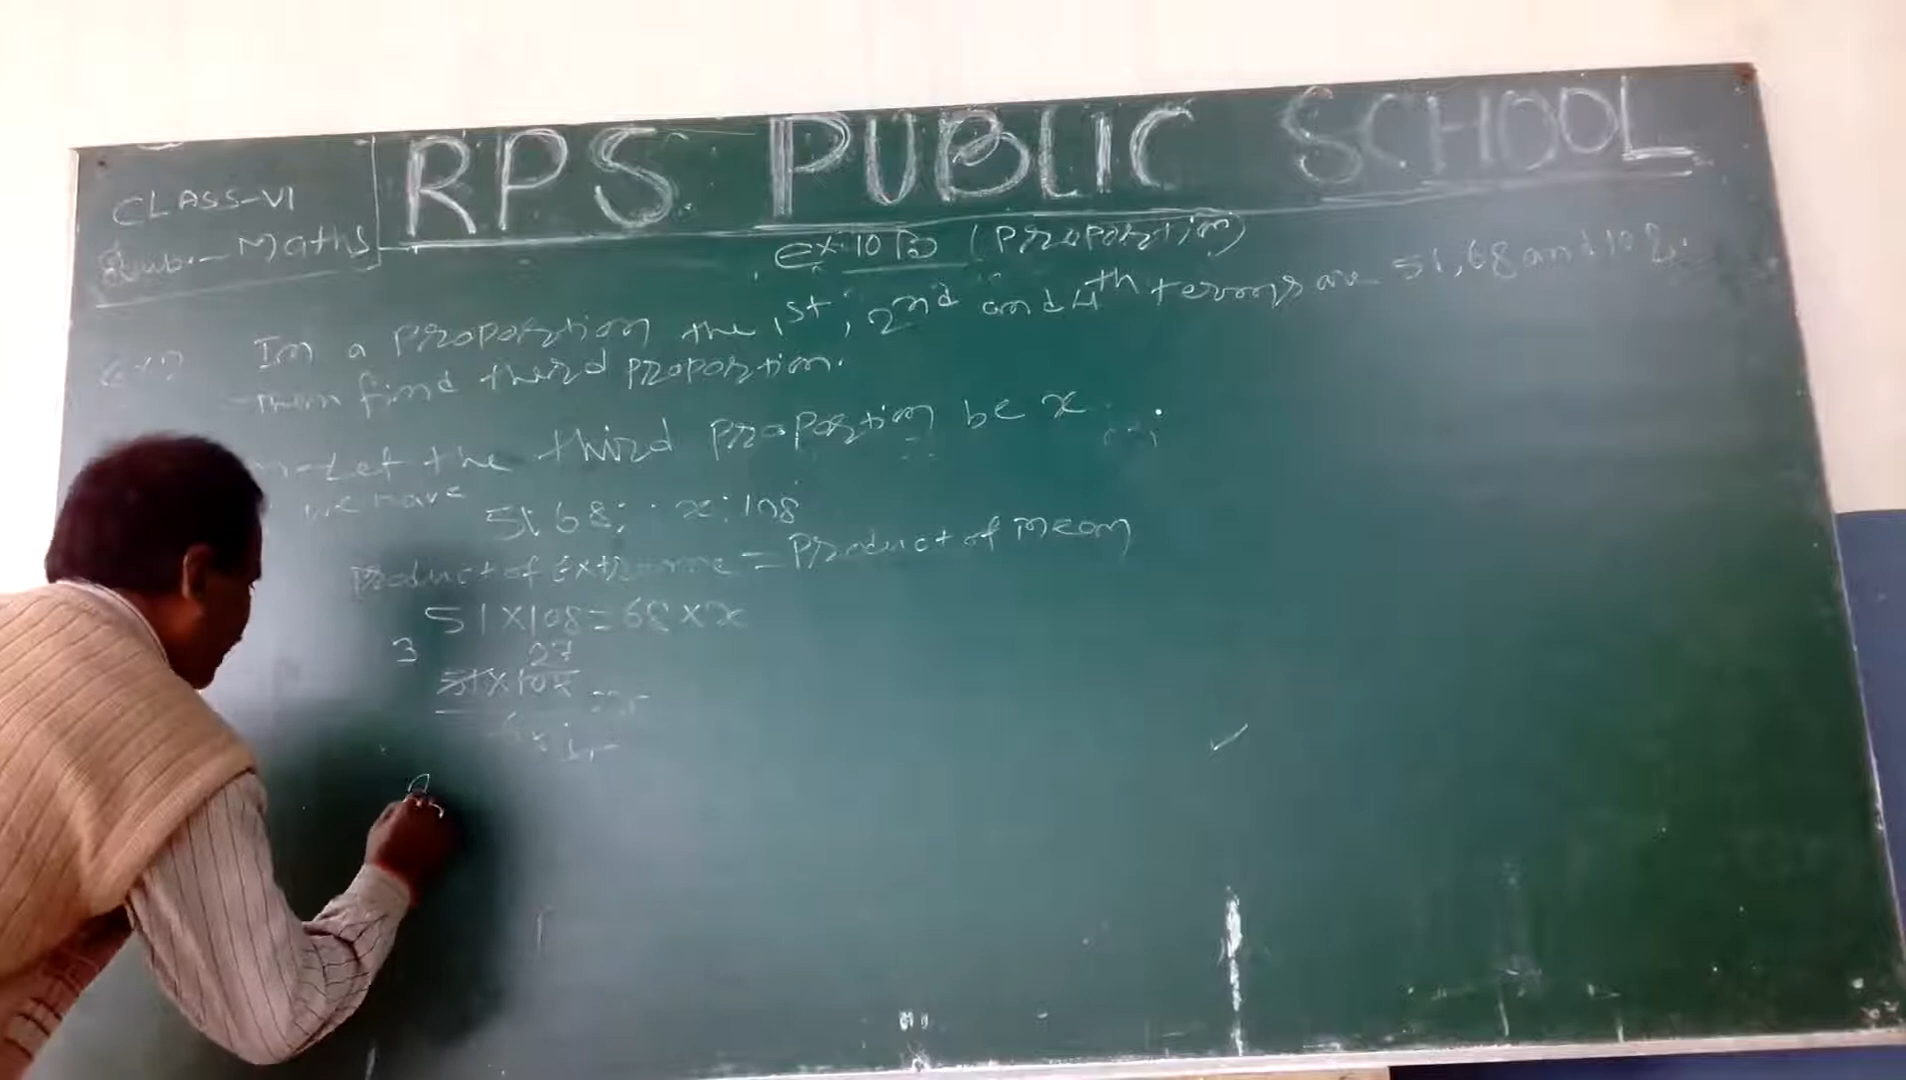 RPS PUBLIC SCHOOL
CLASS-VI
Sub.- Maths
Ex.10 B (Proportion)
In a proportion the 1st, 2nd and 4th terms are 51, 68 and 108.
then find third proportion.
Let the third proportion be x
we have
51:68:: x:108
Product of extreme = Product of mean
51×108=68×x
3 27
51×108